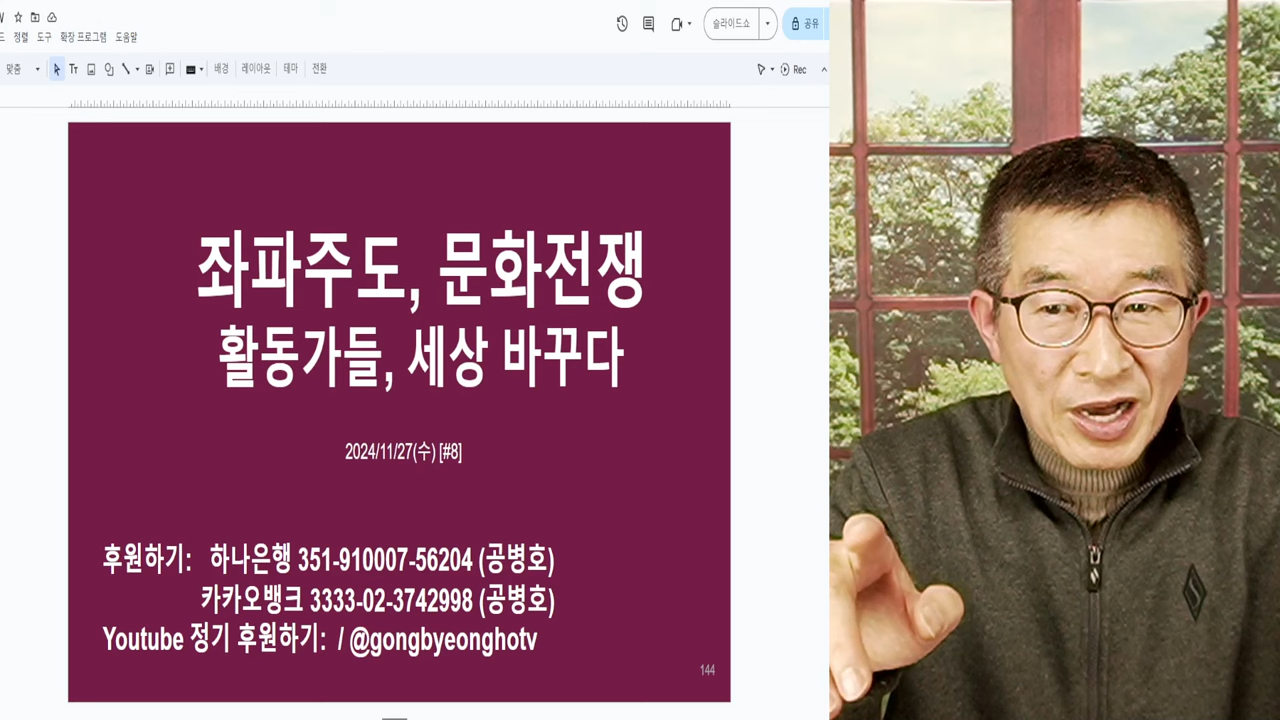 정렬 도구 확장 프로그램 도움말
슬라이드쇼
공유
맞춤
Tт
배경 레이아웃 테마 전환
Rec
좌파주도, 문화전쟁
활동가들, 세상 바꾸다
2024/11/27(수) [#8]
후원하기: 하나은행 351-910007-56204 (공병호)
카카오뱅크 3333-02-3742998 (공병호)
Youtube 정기 후원하기: / @gongbyeonghotv
144